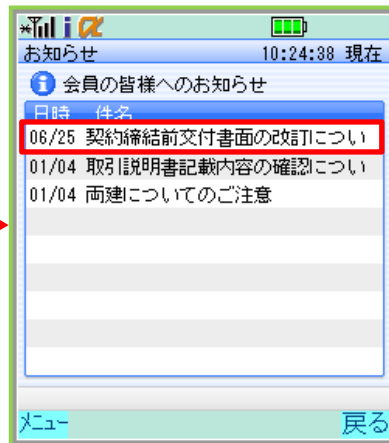 お知らせ 10:24:38 現在
会員の皆様へのお知らせ
日時 件名
06/25 契約締結前交付書面の改訂につい
01/04 取引説明書記載内容の確認につい
01/04 両建についてのご注意
メニュー 戻る